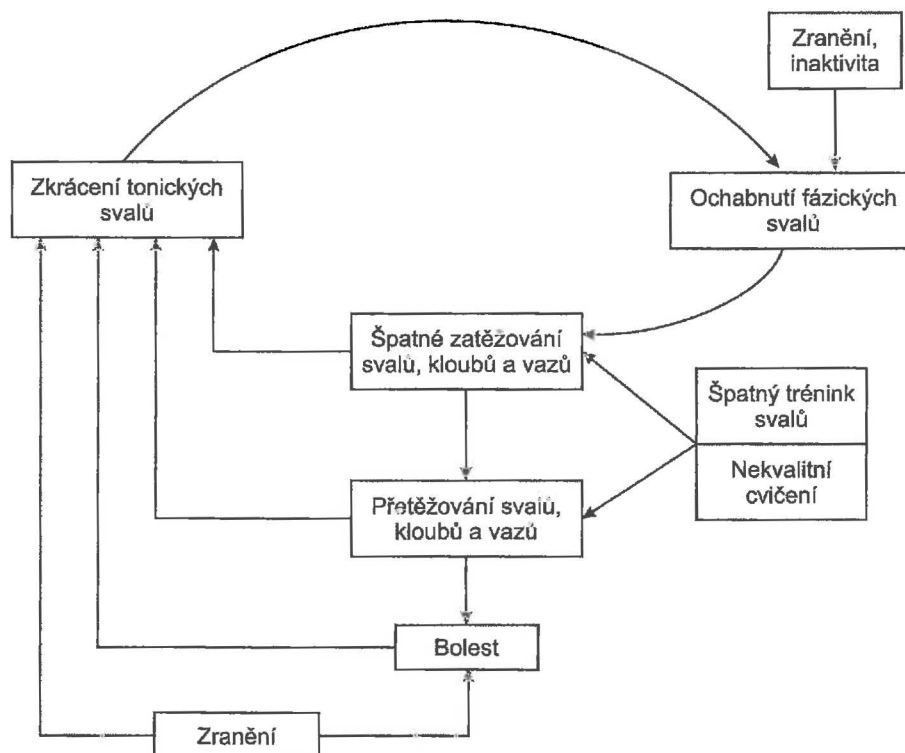 Zranění,
inaktivita
Zkrácení tonických
svalů
Ochabnutí fázických
svalů
Špatné zatěžování
svalů, kloubů a vazů
Špatný trénink
svalů
Nekvalitní
cvičení
Přetěžování svalů,
kloubů a vazů
Bolest
Zranění